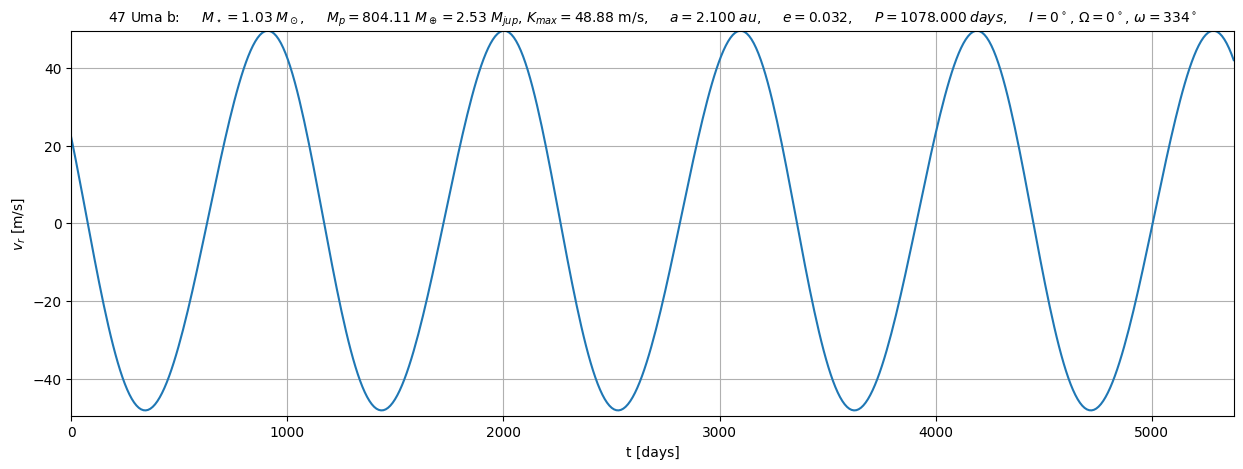 47 Uma b: M⋆ = 1.03 M⊙, Mp = 804.11 M⊕ = 2.53 Mjup, Kmax = 48.88 m/s, a = 2.100 au, e = 0.032, P = 1078.000 days, I = 0°, Ω = 0°, ω = 334°
40
20
0
−20
−40
vr [m/s]
0 1000 2000 3000 4000 5000
t [days]